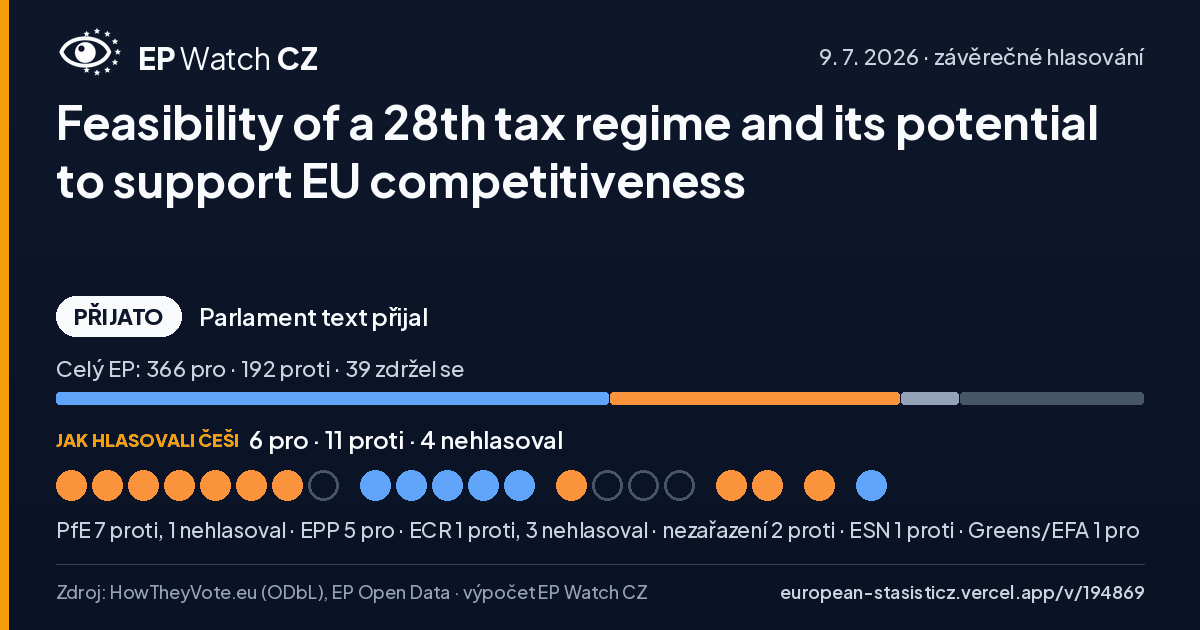 EP Watch CZ
9. 7. 2026 · závěrečné hlasování
Feasibility of a 28th tax regime and its potential
to support EU competitiveness
PŘIJATO Parlament text přijal
Celý EP: 366 pro · 192 proti · 39 zdržel se
JAK HLASOVALI ČEŠI 6 pro · 11 proti · 4 nehlasoval
PfE 7 proti, 1 nehlasoval · EPP 5 pro · ECR 1 proti, 3 nehlasoval · nezařazení 2 proti · ESN 1 proti · Greens/EFA 1 pro
Zdroj: HowTheyVote.eu (ODbL), EP Open Data · výpočet EP Watch CZ
european-stasisticz.vercel.app/v/194869